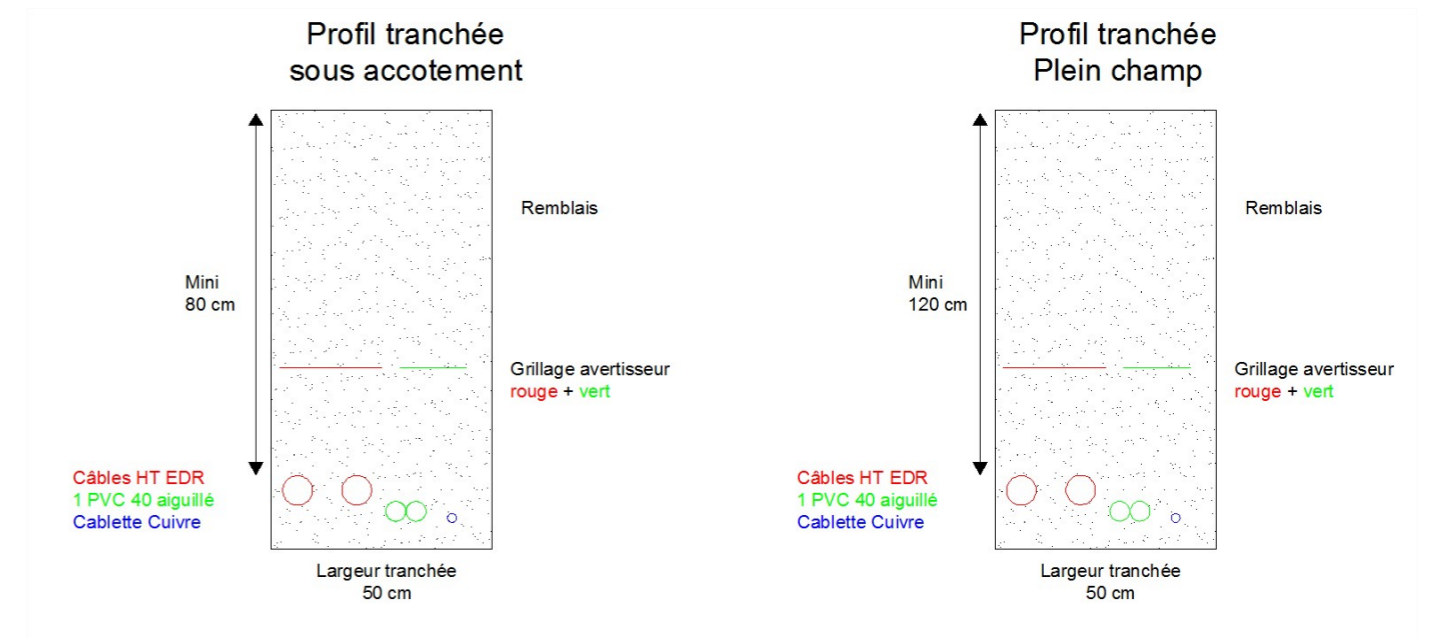 Profil tranchée
sous accotement
Mini
80 cm
Remblais
Grillage avertisseur
rouge + vert
Câbles HT EDR
1 PVC 40 aiguillé
Cablette Cuivre
Largeur tranchée
50 cm
Profil tranchée
Plein champ
Mini
120 cm
Remblais
Grillage avertisseur
rouge + vert
Câbles HT EDR
1 PVC 40 aiguillé
Cablette Cuivre
Largeur tranchée
50 cm